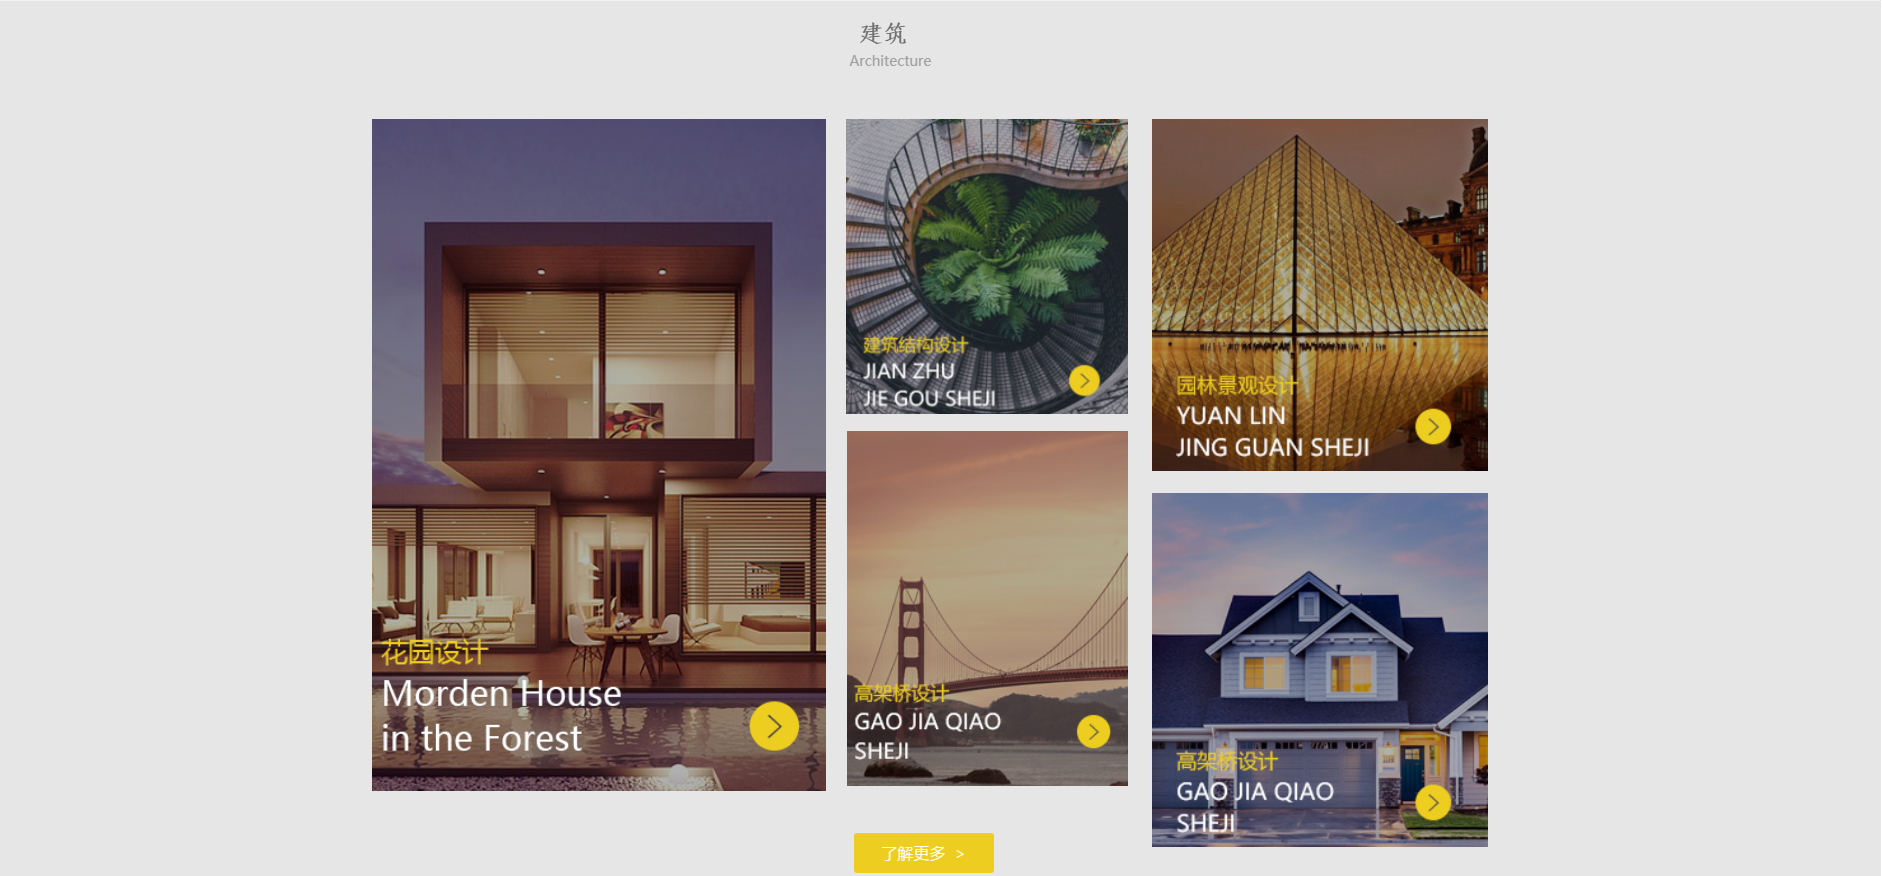 建筑
Architecture
花园设计
Morden House
in the Forest
建筑结构设计
JIAN ZHU
JIE GOU SHEJI
高架桥设计
GAO JIA QIAO
SHEJI
园林景观设计
YUAN LIN
JING GUAN SHEJI
高架桥设计
GAO JIA QIAO
SHEJI
了解更多 >